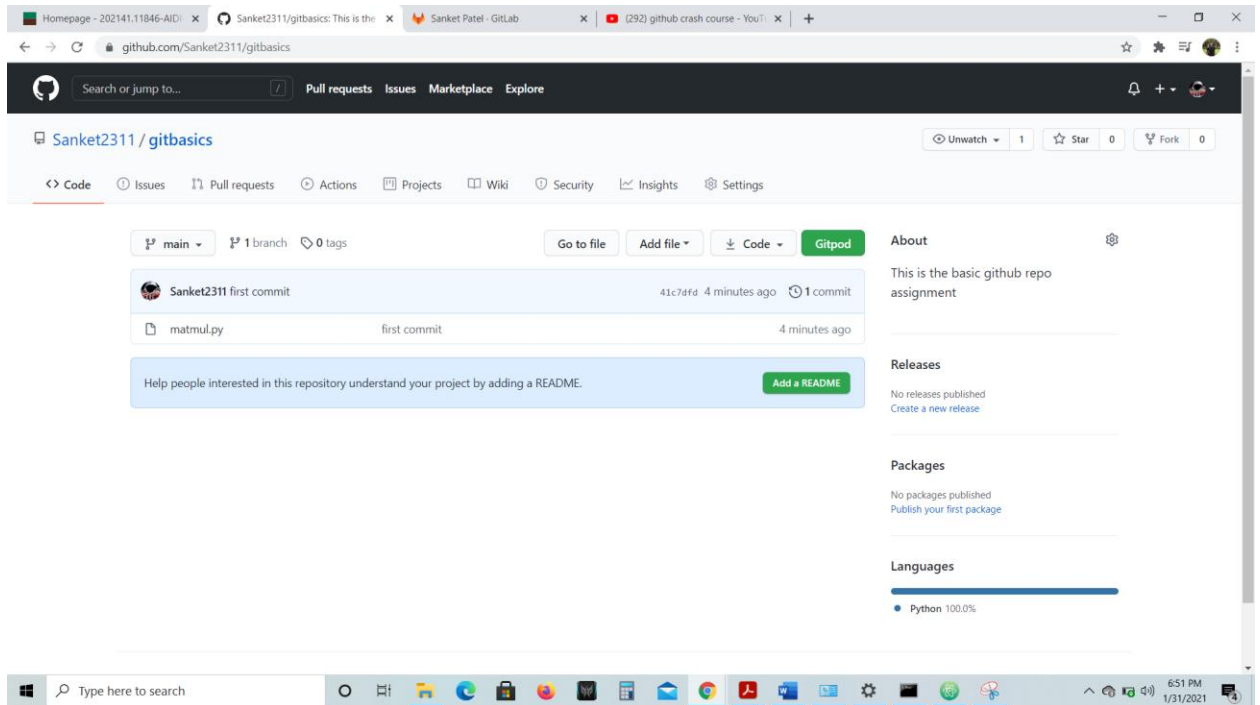 Homepage - 202141.11846-AIDI
Sanket2311/gitbasics: This is the
Sanket Patel · GitLab
(292) github crash course - YouT
github.com/Sanket2311/gitbasics
Search or jump to... /
Pull requests Issues Marketplace Explore
Sanket2311 / gitbasics
Unwatch 1 Star 0 Fork 0
<> Code Issues Pull requests Actions Projects Wiki Security Insights Settings
main 1 branch 0 tags Go to file Add file Code Gitpod
Sanket2311 first commit 41c7dfd 4 minutes ago 1 commit
matmul.py first commit 4 minutes ago
Help people interested in this repository understand your project by adding a README. Add a README
About
This is the basic github repo
assignment
Releases
No releases published
Create a new release
Packages
No packages published
Publish your first package
Languages
Python 100.0%
Type here to search
6:51 PM
1/31/2021
4